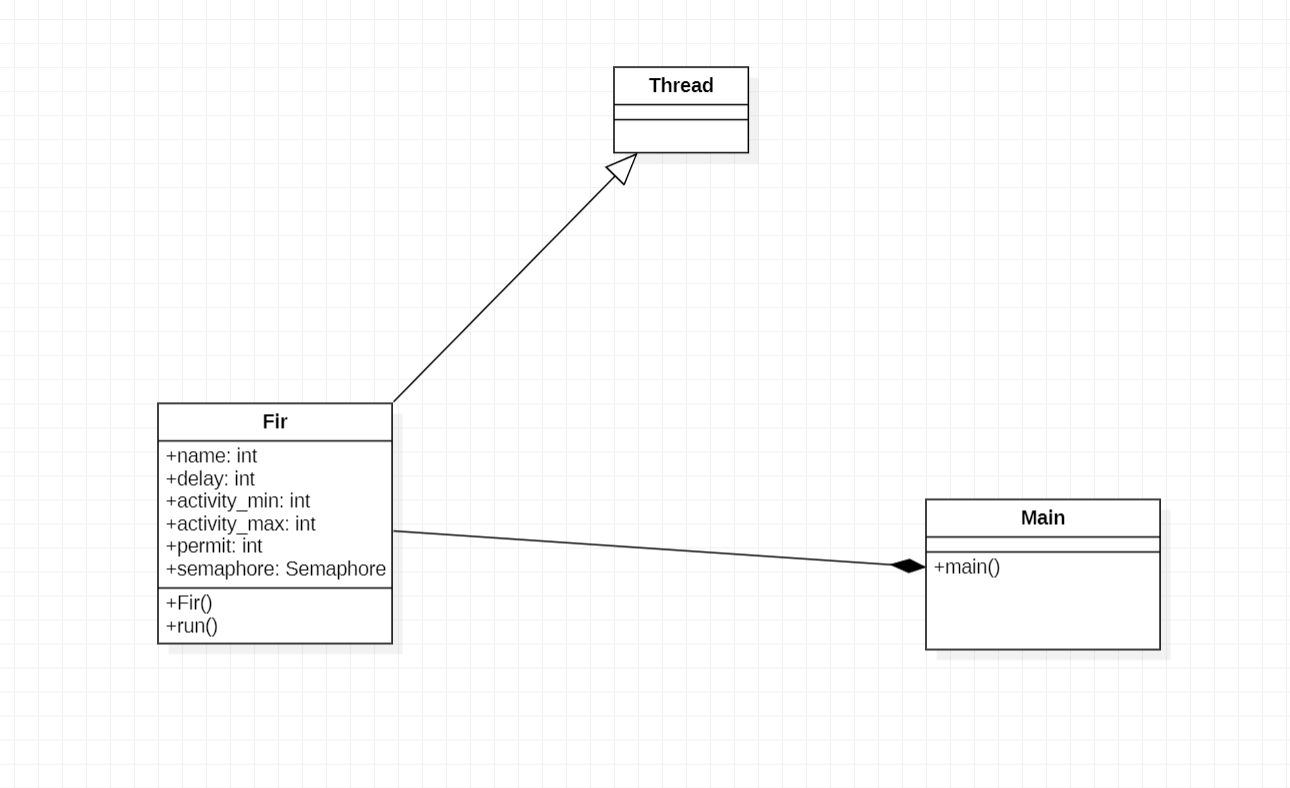 Thread
Fir
+name: int
+delay: int
+activity_min: int
+activity_max: int
+permit: int
+semaphore: Semaphore
+Fir()
+run()
Main
+main()